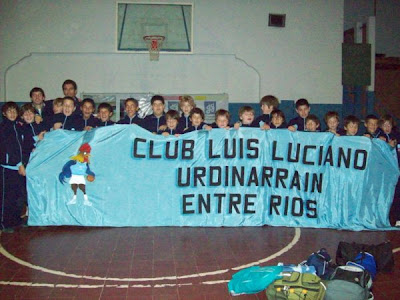 CLUB LUIS LUCIANO
URDINARRAIN
ENTRE RIOS